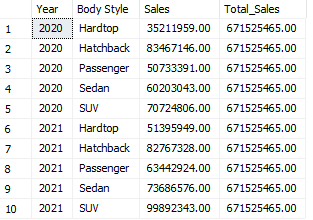 Year Body Style Sales Total_Sales
1 2020 Hardtop 35211959.00 671525465.00
2 2020 Hatchback 83467146.00 671525465.00
3 2020 Passenger 50733391.00 671525465.00
4 2020 Sedan 60203043.00 671525465.00
5 2020 SUV 70724806.00 671525465.00
6 2021 Hardtop 51395949.00 671525465.00
7 2021 Hatchback 82767328.00 671525465.00
8 2021 Passenger 63442924.00 671525465.00
9 2021 Sedan 73686576.00 671525465.00
10 2021 SUV 99892343.00 671525465.00